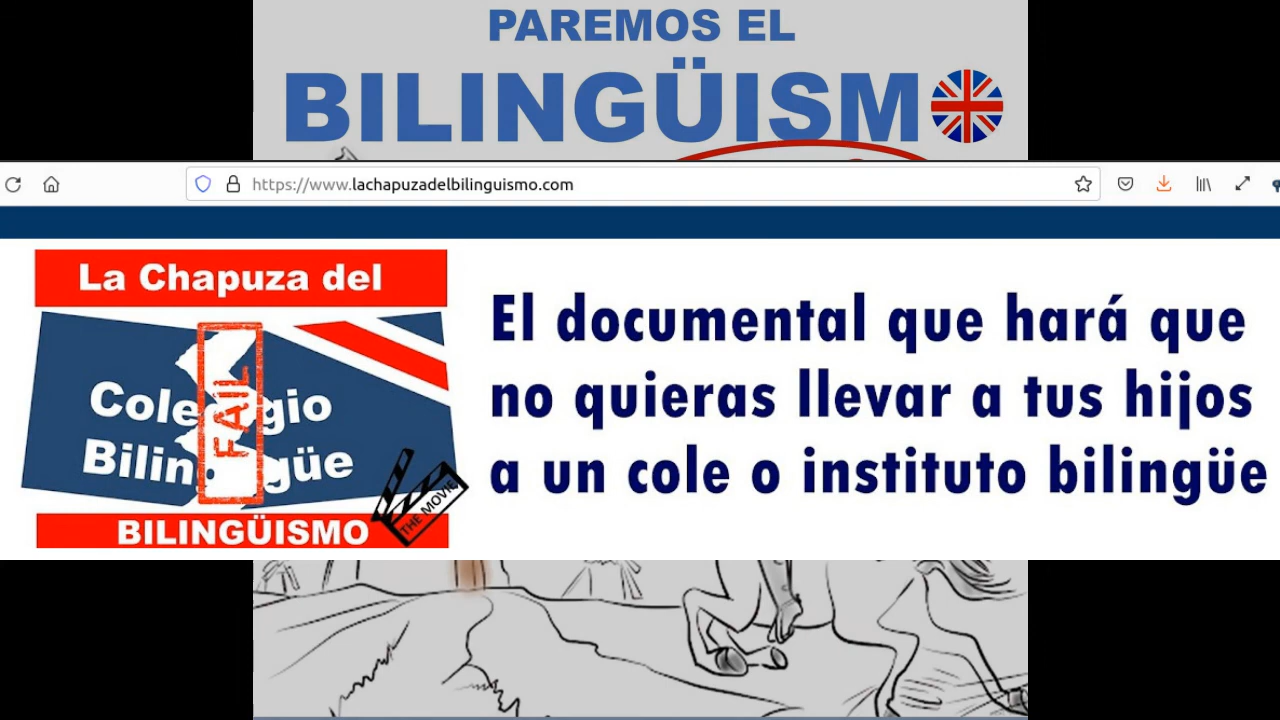 PAREMOS EL
BILINGÜISM
https://www.lachapuzadelbilinguismo.com
La Chapuza del
Colegio
Bilingüe
FAIL
THE MOVIE
BILINGÜISMO
El documental que hará que
no quieras llevar a tus hijos
a un cole o instituto bilingüe